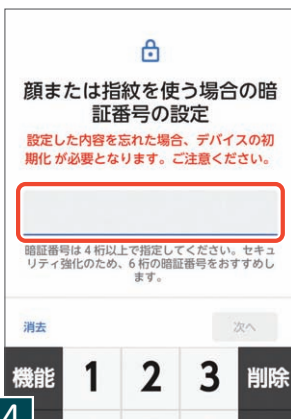 顔または指紋を使う場合の暗
証番号の設定
設定した内容を忘れた場合、デバイスの初
期化が必要となります。ご注意ください。
暗証番号は4桁以上で指定してください。セキュ
リティ強化のため、6桁の暗証番号をおすすめし
ます。
消去 次へ
機能 1 2 3 削除
4